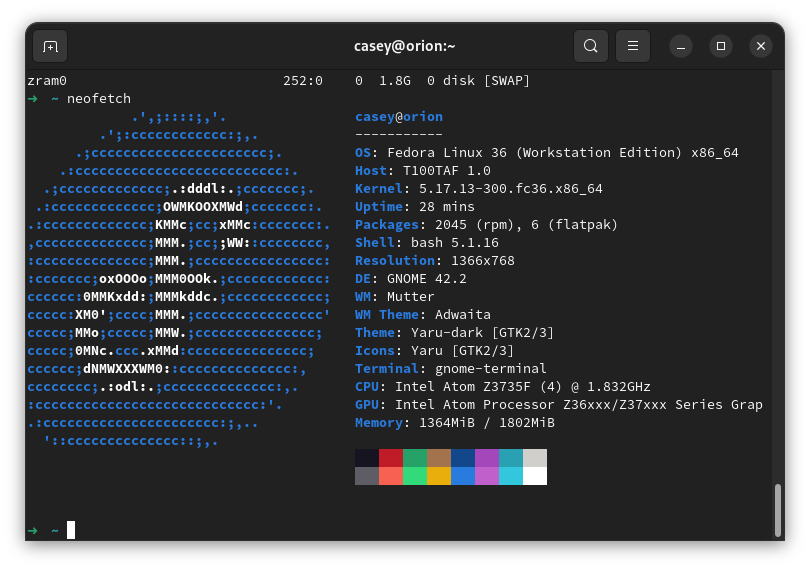 casey@orion:~
zram0 252:0 0 1.8G 0 disk [SWAP]
➜ ~ neofetch
.',;::::;,'. casey@orion
.';:cccccccccccc:;,. -----------
.;cccccccccccccccccccccc;. OS: Fedora Linux 36 (Workstation Edition) x86_64
.:cccccccccccccccccccccccccc:. Host: T100TAF 1.0
.;ccccccccccccc;.:dddl:.;ccccccc;. Kernel: 5.17.13-300.fc36.x86_64
.:ccccccccccccc;OWMKOOXMWd;ccccccc:. Uptime: 28 mins
.:ccccccccccccc;KMMc;cc;xMMc:ccccccc:. Packages: 2045 (rpm), 6 (flatpak)
,cccccccccccccc;MMM.;cc;;WW::cccccccc, Shell: bash 5.1.16
:cccccccccccccc;MMM.;cccccccccccccccc: Resolution: 1366x768
:ccccccc;oxOOOo;MMM0OOk.;cccccccccccc: DE: GNOME 42.2
cccccc:0MMKxdd:;MMMkddc.;cccccccccccc; WM: Mutter
ccccc:XM0';cccc;MMM.;cccccccccccccccc' WM Theme: Adwaita
ccccc;MMo;ccccc;MMW.;ccccccccccccccc; Theme: Yaru-dark [GTK2/3]
ccccc;0MNc.ccc.xMMd:ccccccccccccccc; Icons: Yaru [GTK2/3]
cccccc;dNMWXXXWM0::cccccccccccccc:, Terminal: gnome-terminal
cccccccc;.:odl:.;cccccccccccccc:,. CPU: Intel Atom Z3735F (4) @ 1.832GHz
:cccccccccccccccccccccccccccc:'. GPU: Intel Atom Processor Z36xxx/Z37xxx Series Grap
.:cccccccccccccccccccccc:;,.. Memory: 1364MiB / 1802MiB
'::cccccccccccccc::;,.
➜ ~